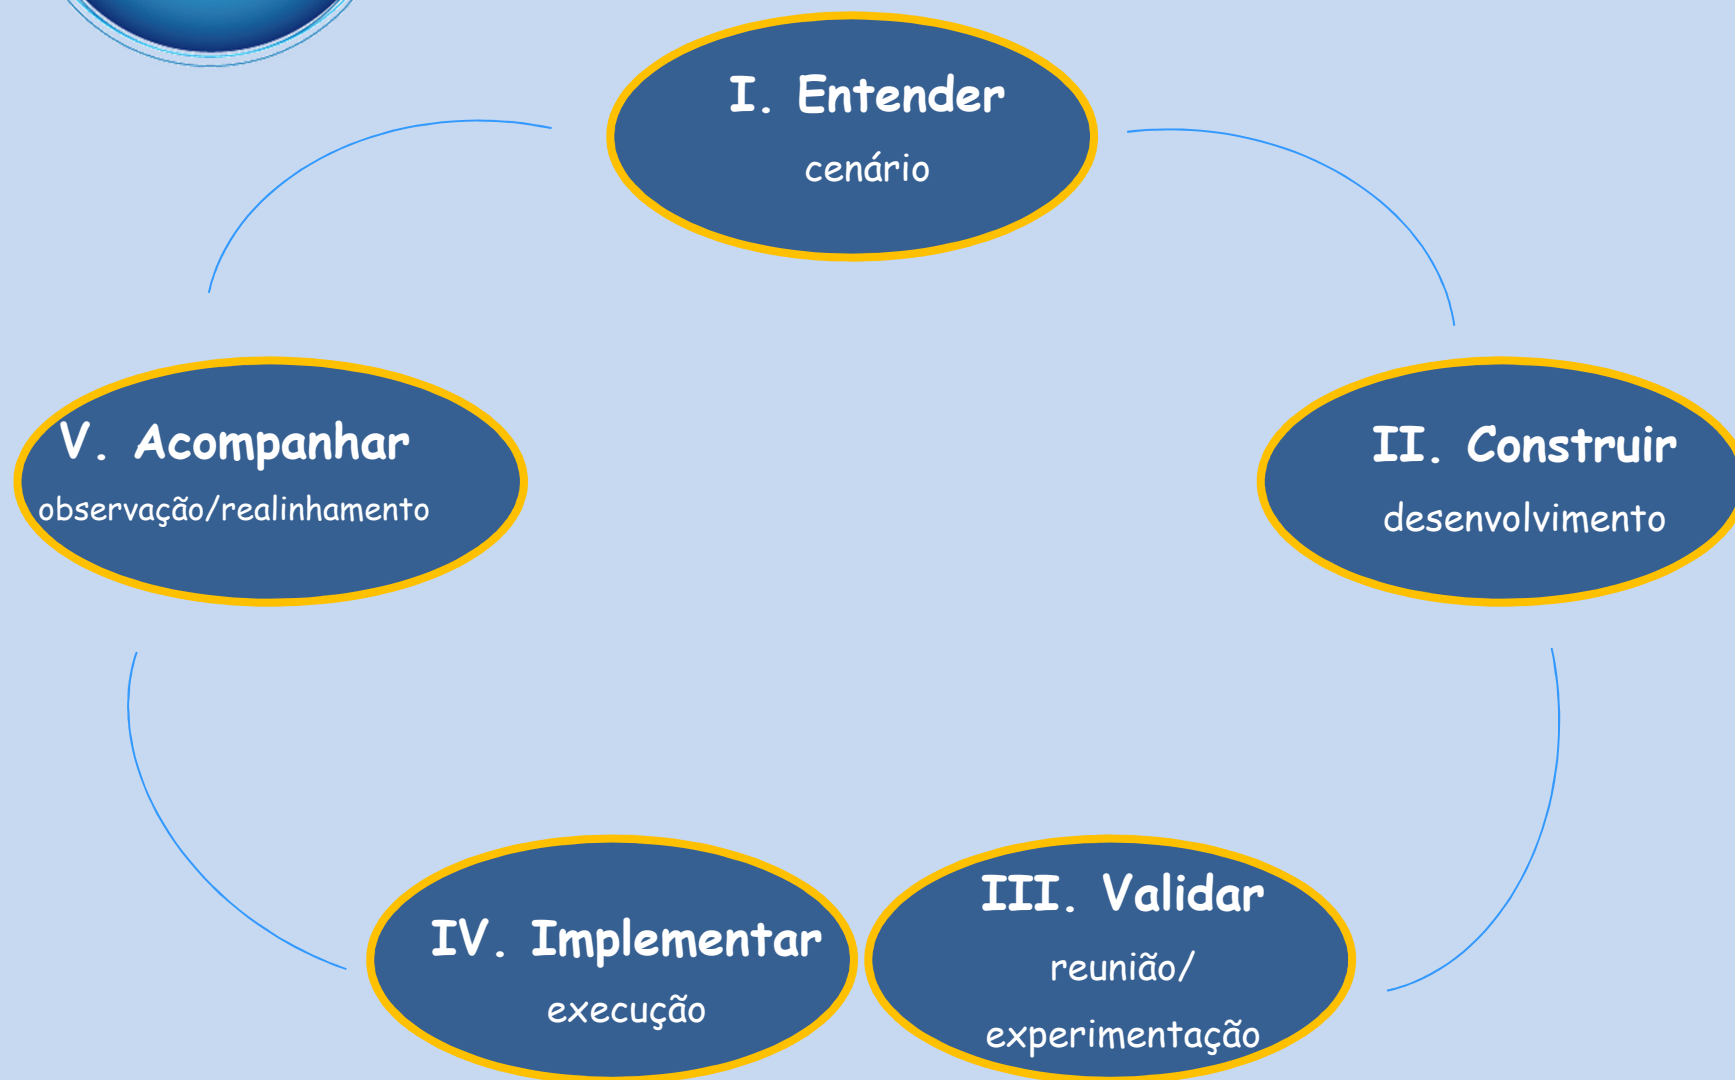 I. Entender
cenário
II. Construir
desenvolvimento
III. Validar
reunião/
experimentação
IV. Implementar
execução
V. Acompanhar
observação/realinhamento